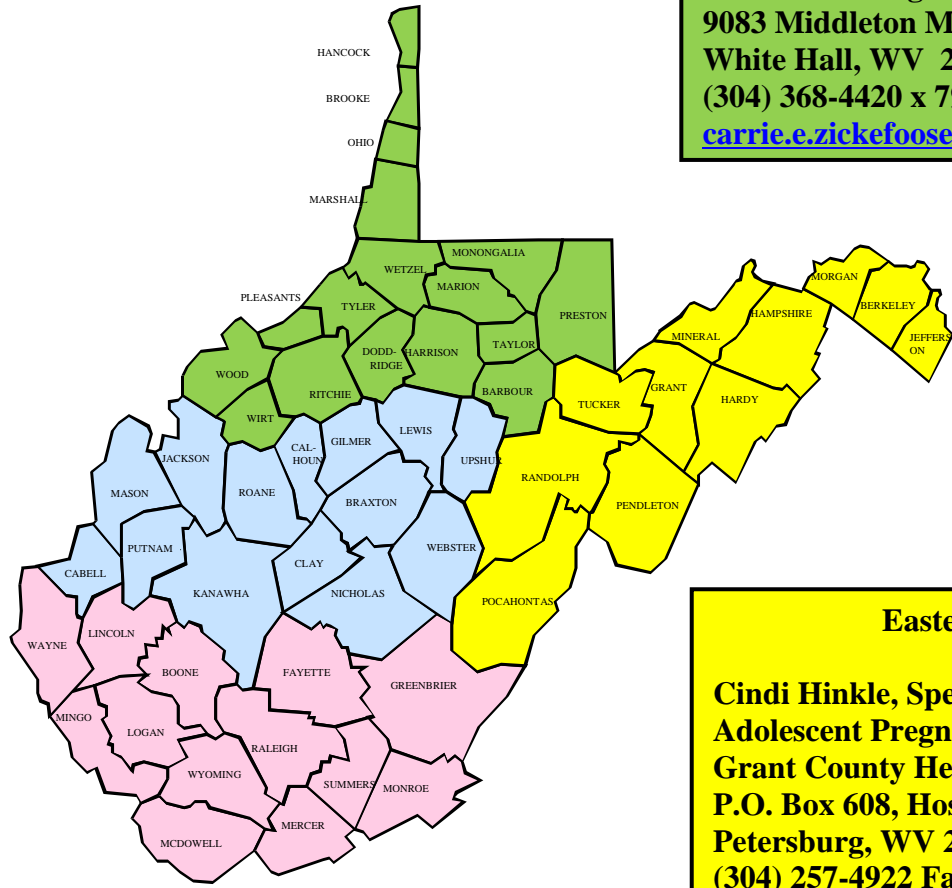 9083 Middleton M
White Hall, WV 2
(304) 368-4420 x 7
carrie.e.zickefoose
HANCOCK
BROOKE
OHIO
MARSHALL
WETZEL
MONONGALIA
MARION
PLEASANTS
TYLER
PRESTON
MORGAN
BERKELEY
JEFFERS
ON
HAMPSHIRE
MINERAL
WOOD
DODD-
RIDGE
HARRISON
TAYLOR
RITCHIE
BARBOUR
TUCKER
GRANT
HARDY
WIRT
JACKSON
CAL-
HOUN
GILMER
LEWIS
UPSHUR
RANDOLPH
MASON
ROANE
BRAXTON
PENDLETON
PUTNAM
WEBSTER
CABELL
CLAY
KANAWHA
NICHOLAS
POCAHONTAS
WAYNE
LINCOLN
BOONE
FAYETTE
GREENBRIER
MINGO
LOGAN
RALEIGH
WYOMING
SUMMERS
MONROE
MERCER
MCDOWELL
Easte
Cindi Hinkle, Spe
Adolescent Pregn
Grant County He
P.O. Box 608, Hos
Petersburg, WV 2
(304) 257-4922 Fa